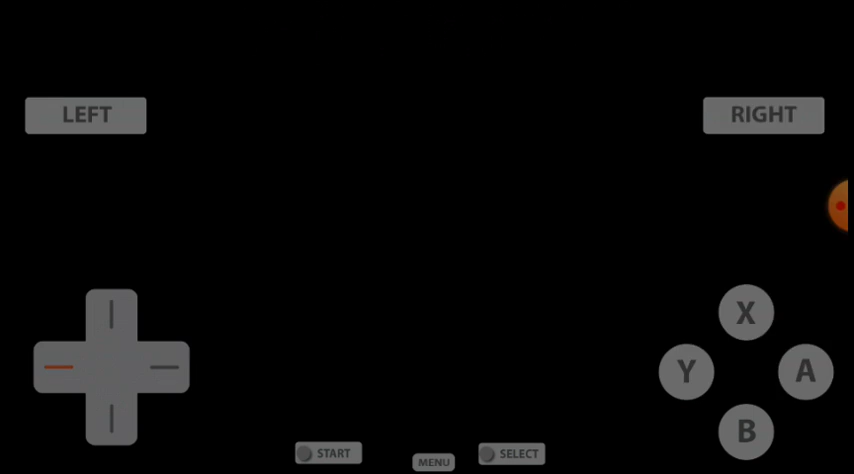 LEFT
RIGHT
X
Y
A
B
START
SELECT
MENU